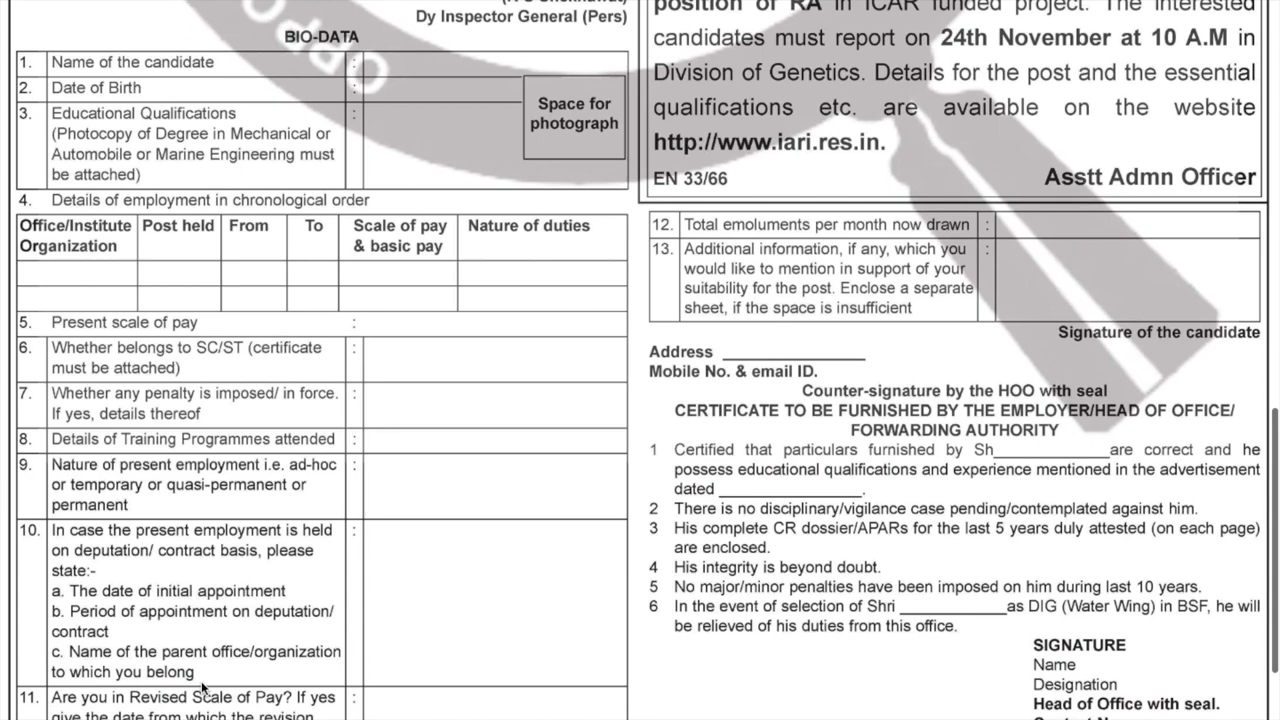 Dy Inspector General (Pers)
BIO-DATA
1. Name of the candidate :
2. Date of Birth :
3. Educational Qualifications :
(Photocopy of Degree in Mechanical or
Automobile or Marine Engineering must
be attached)
Space for
photograph
4. Details of employment in chronological order
Office/Institute Organization Post held From To Scale of pay & basic pay Nature of duties
5. Present scale of pay :
6. Whether belongs to SC/ST (certificate :
must be attached)
7. Whether any penalty is imposed/ in force. :
If yes, details thereof
8. Details of Training Programmes attended :
9. Nature of present employment i.e. ad-hoc :
or temporary or quasi-permanent or
permanent
10. In case the present employment is held :
on deputation/ contract basis, please
state:-
a. The date of initial appointment
b. Period of appointment on deputation/
contract
c. Name of the parent office/organization
to which you belong
11. Are you in Revised Scale of Pay? If yes :
give the date from which the revision
position of RA in ICAR funded project. The interested
candidates must report on 24th November at 10 A.M in
Division of Genetics. Details for the post and the essential
qualifications etc. are available on the website
http://www.iari.res.in.
EN 33/66 Asstt Admn Officer
12. Total emoluments per month now drawn :
13. Additional information, if any, which you :
would like to mention in support of your
suitability for the post. Enclose a separate
sheet, if the space is insufficient
Signature of the candidate
Address ____________
Mobile No. & email ID.
Counter-signature by the HOO with seal
CERTIFICATE TO BE FURNISHED BY THE EMPLOYER/HEAD OF OFFICE/
FORWARDING AUTHORITY
1 Certified that particulars furnished by Sh__________are correct and he
possess educational qualifications and experience mentioned in the advertisement
dated ____________.
2 There is no disciplinary/vigilance case pending/contemplated against him.
3 His complete CR dossier/APARs for the last 5 years duly attested (on each page)
are enclosed.
4 His integrity is beyond doubt.
5 No major/minor penalties have been imposed on him during last 10 years.
6 In the event of selection of Shri _________as DIG (Water Wing) in BSF, he will
be relieved of his duties from this office.
SIGNATURE
Name
Designation
Head of Office with seal.
OPPO